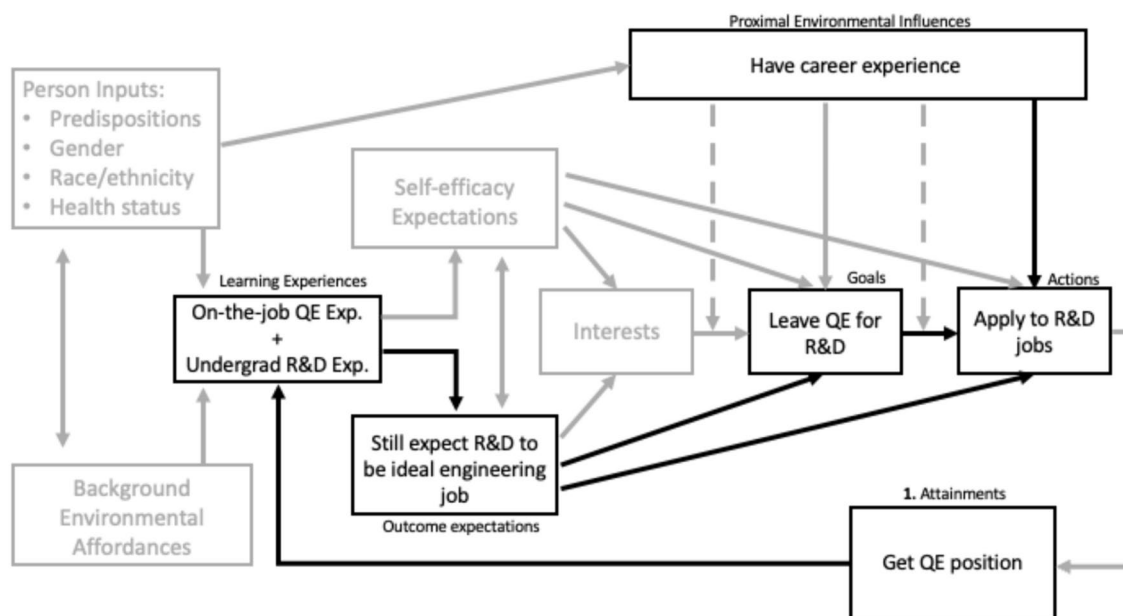 Proximal Environmental Influences
Have career experience
Person Inputs:
• Predispositions
• Gender
• Race/ethnicity
• Health status
Self-efficacy
Expectations
Learning Experiences
On-the-job QE Exp.
+
Undergrad R&D Exp.
Interests
Goals
Leave QE for
R&D
Actions
Apply to R&D
jobs
Still expect R&D to
be ideal engineering
job
Outcome expectations
Background
Environmental
Affordances
1. Attainments
Get QE position